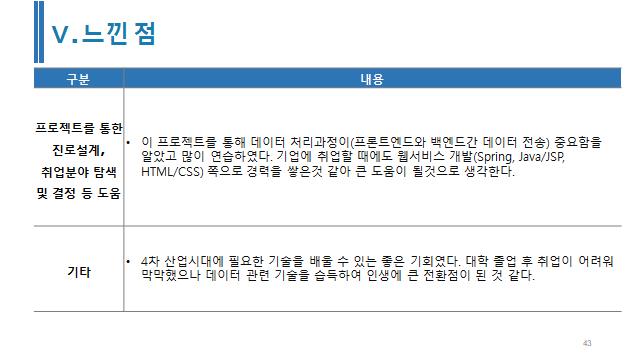 Ⅴ.느낀 점
구분
내용
프로젝트를 통한
진로설계,
취업분야 탐색
및 결정 등 도움
• 이 프로젝트를 통해 데이터 처리과정이(프론트엔드와 백엔드간 데이터 전송) 중요함을
알았고 많이 연습하였다. 기업에 취업할 때에도 웹서비스 개발(Spring, Java/JSP,
HTML/CSS) 쪽으로 경력을 쌓은것 같아 큰 도움이 될것으로 생각한다.
기타
• 4차 산업시대에 필요한 기술을 배울 수 있는 좋은 기회였다. 대학 졸업 후 취업이 어려워
막막했으나 데이터 관련 기술을 습득하여 인생에 큰 전환점이 된 것 같다.
43